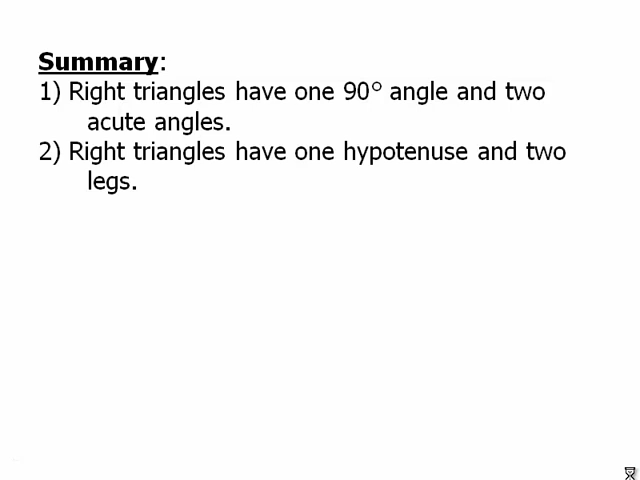 Summary:
1) Right triangles have one 90° angle and two
acute angles.
2) Right triangles have one hypotenuse and two
legs.